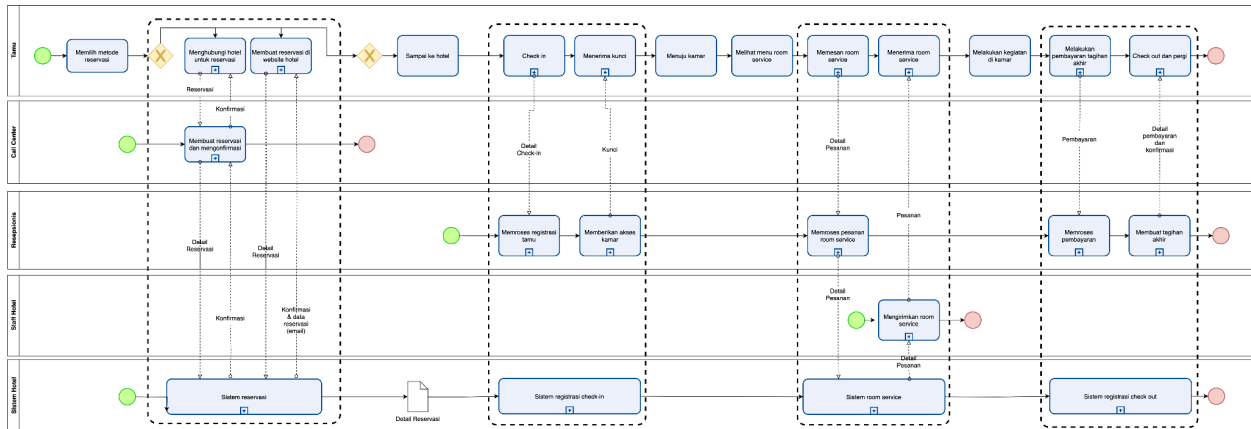 Tamu
Memilih metode
reservasi
Menghubungi hotel
untuk reservasi
Membuat reservasi di
website hotel
Sampai ke hotel
Check in
Menerima kunci
Menuju kamar
Melihat menu room
service
Memesan room
service
Menerima room
service
Melakukan kegiatan
di kamar
Melakukan
pembayaran tagihan
akhir
Check out dan pergi
Reservasi
Konfirmasi
Call Center
Membuat reservasi
dan mengonfirmasi
Detail
Check-in
Kunci
Detail
Pesanan
Pembayaran
Detail
pembayaran
dan
konfirmasi
Resepsionis
Memroses registrasi
tamu
Memberikan akses
kamar
Memroses pesanan
room service
Pesanan
Memroses
pembayaran
Membuat tagihan
akhir
Detail
Reservasi
Detail
Reservasi
Staff Hotel
Konfirmasi
Konfirmasi
& data
reservasi
(email)
Detail
Pesanan
Mengirimkan room
service
Detail
Pesanan
Sistem Hotel
Sistem reservasi
Detail Reservasi
Sistem registrasi check-in
Sistem room service
Sistem registrasi check out